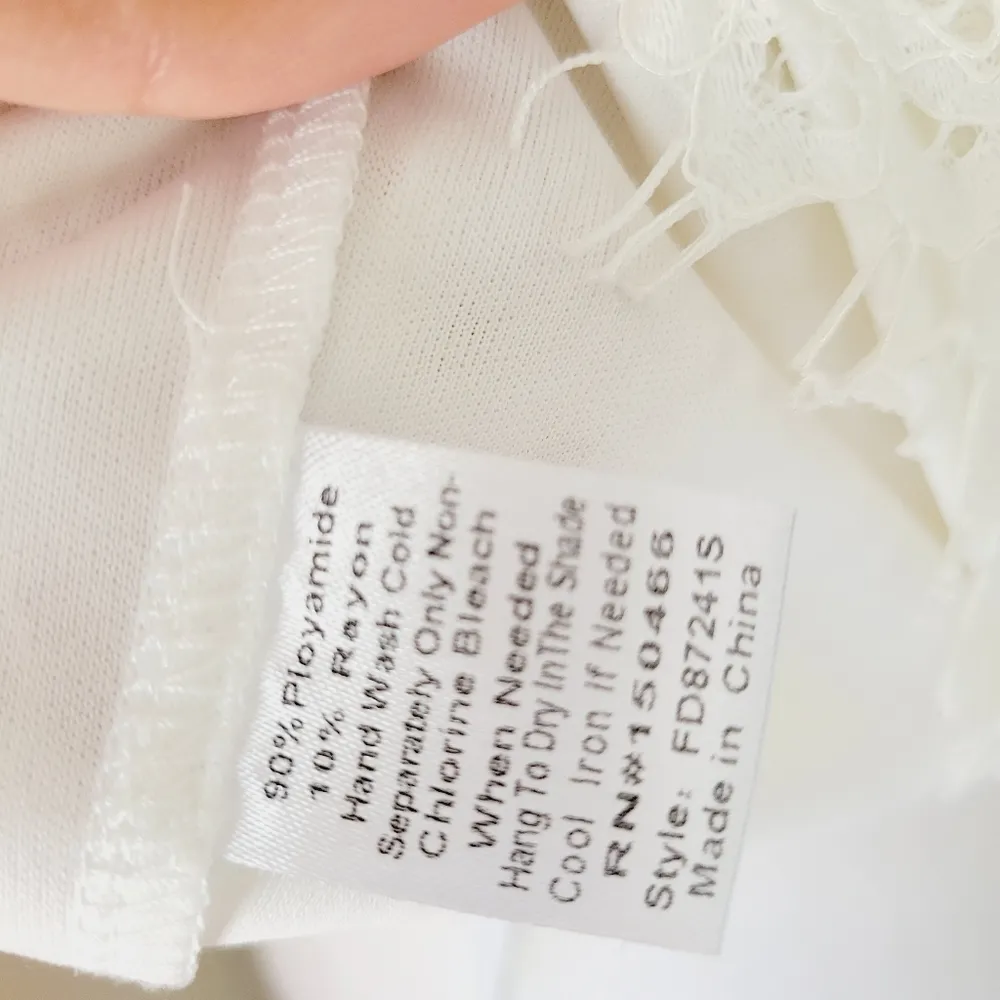 90% Ployamide
10% Rayon
Hand Wash Cold
Separately Only Non-
Chlorine Bleach
When Needed
Hang To Dry InThe Shade
Cool Iron If Needed
RN#150466
Style: FD87241S
Made in China